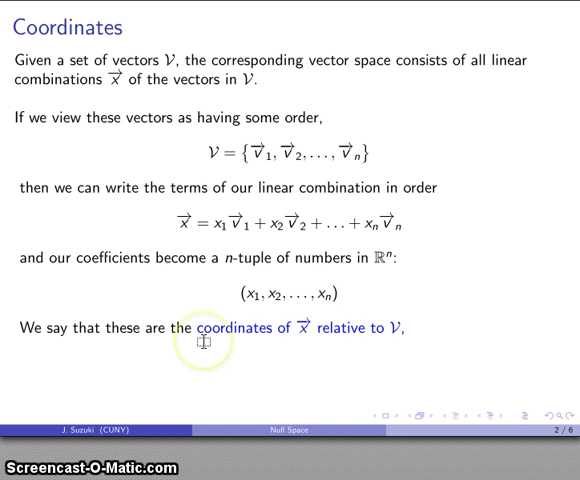 Coordinates
Given a set of vectors 𝒱, the corresponding vector space consists of all linear
combinations x⃗ of the vectors in 𝒱.
If we view these vectors as having some order,
𝒱 = {v⃗₁, v⃗₂, . . . , v⃗ₙ}
then we can write the terms of our linear combination in order
x⃗ = x₁v⃗₁ + x₂v⃗₂ + . . . + xₙv⃗ₙ
and our coefficients become a n-tuple of numbers in ℝⁿ:
(x₁, x₂, . . . , xₙ)
We say that these are the coordinates of x⃗ relative to 𝒱,
J. Suzuki (CUNY) Null Space 2 / 6
Screencast-O-Matic.com